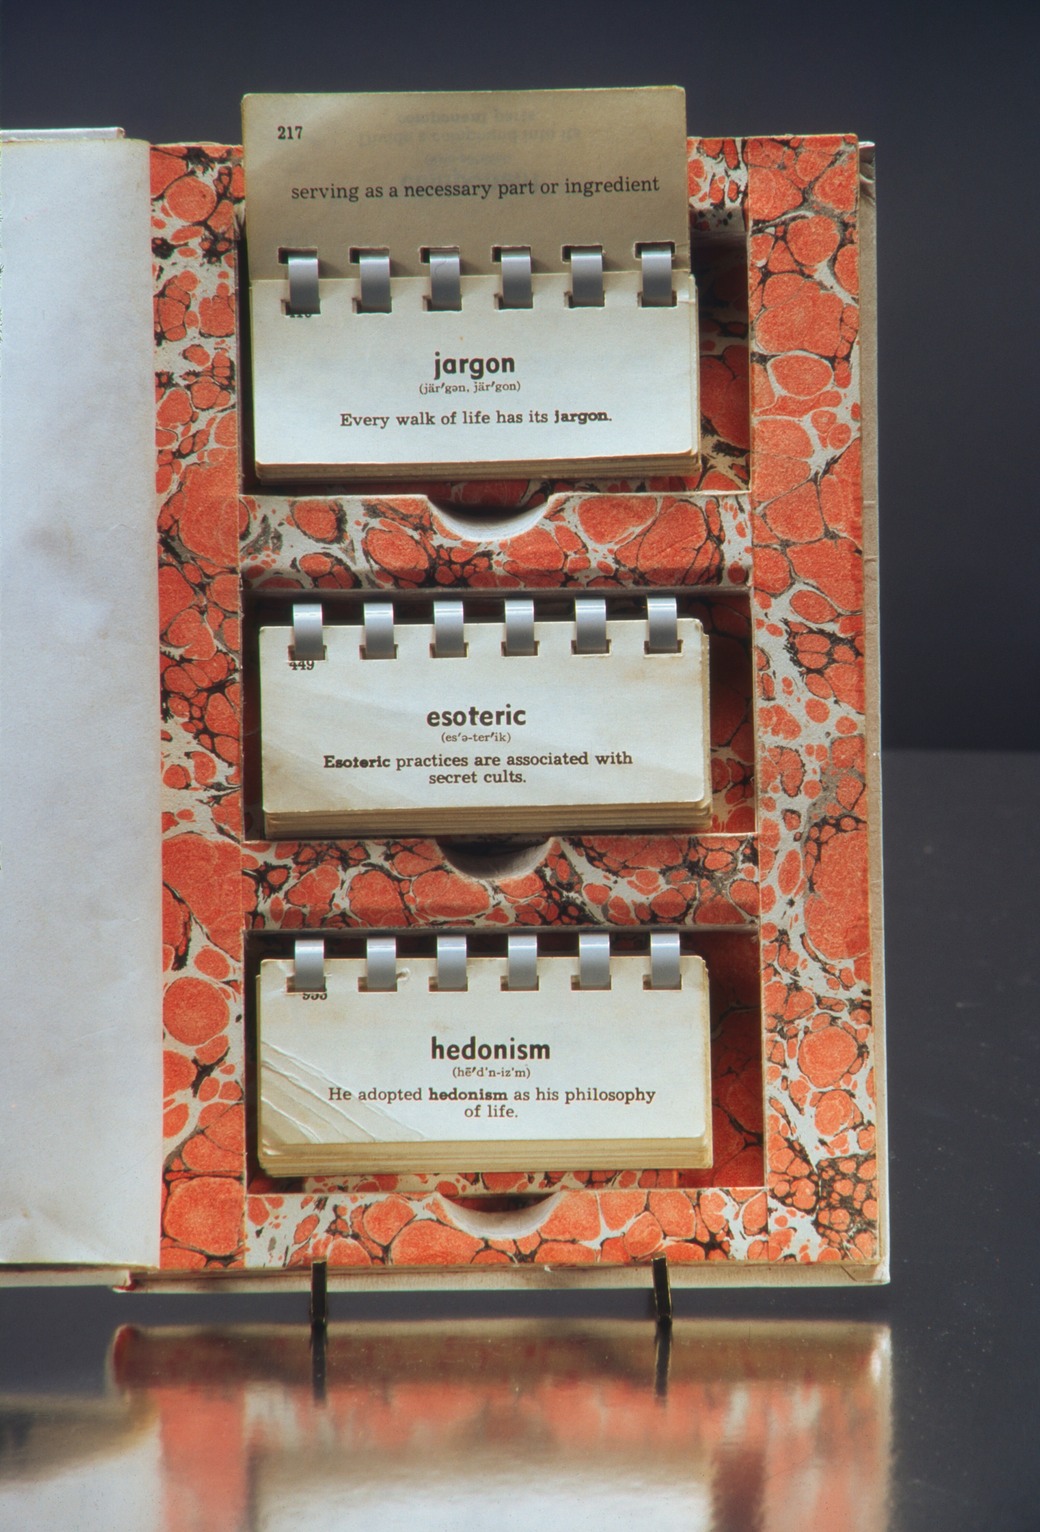 217
serving as a necessary part or ingredient
jargon
(jär′gən, jär′gon)
Every walk of life has its jargon.
449
esoteric
(es′ə-ter′ik)
Esoteric practices are associated with
secret cults.
hedonism
(hē′d'n-iz'm)
He adopted hedonism as his philosophy
of life.